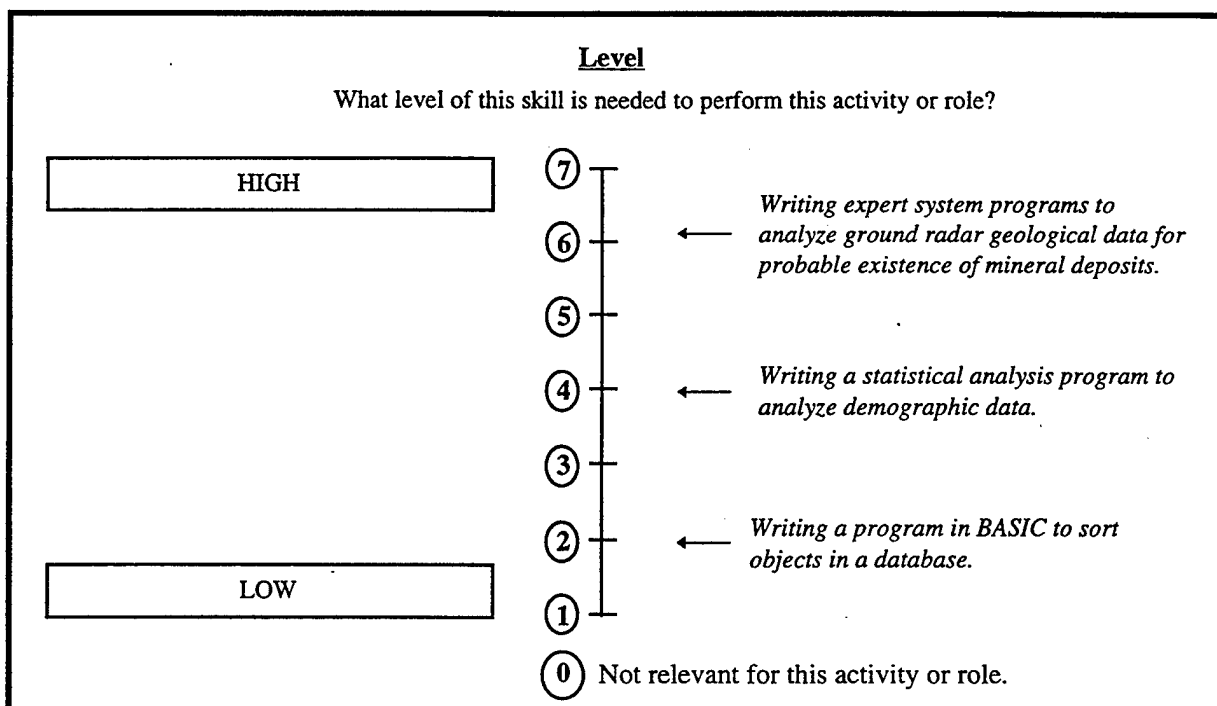 Level
What level of this skill is needed to perform this activity or role?
HIGH
7
Writing expert system programs to
analyze ground radar geological data for
probable existence of mineral deposits.
6
5
4
Writing a statistical analysis program to
analyze demographic data.
3
2
Writing a program in BASIC to sort
objects in a database.
LOW
1
0 Not relevant for this activity or role.